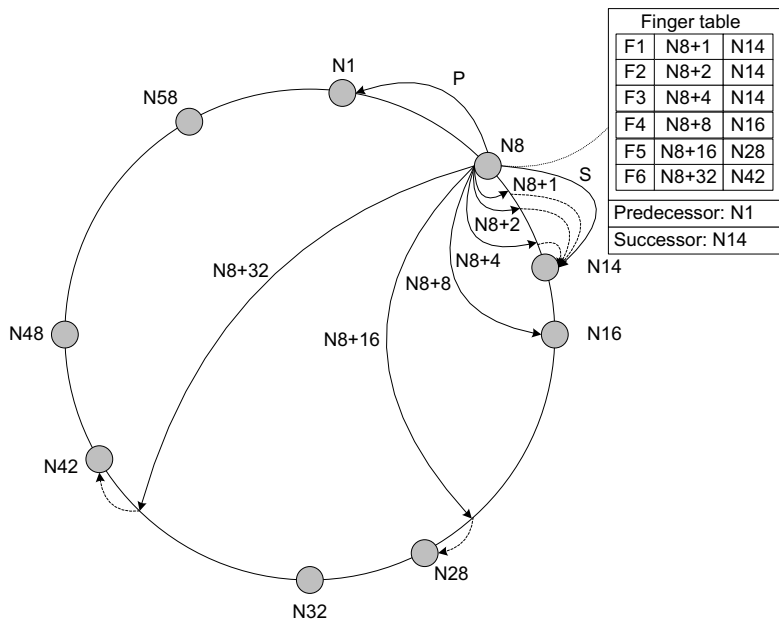 Finger table
F1 N8+1 N14
F2 N8+2 N14
F3 N8+4 N14
F4 N8+8 N16
F5 N8+16 N28
F6 N8+32 N42
Predecessor: N1
Successor: N14
N1
P
N58
N8
S
N8+1
N8+2
N8+4
N14
N8+32
N8+8
N48
N8+16
N16
N42
N28
N32